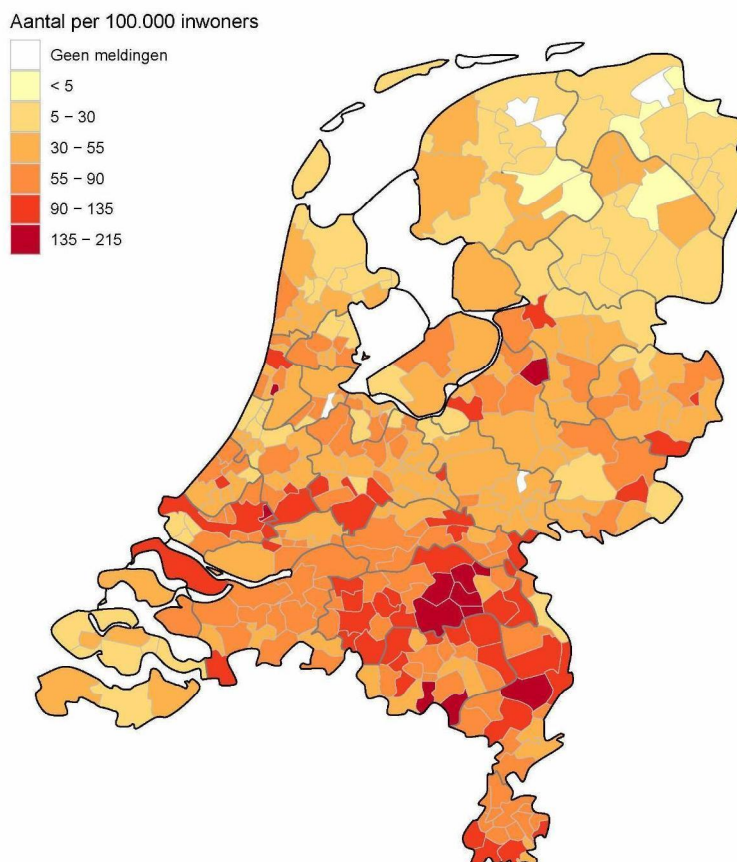 Aantal per 100.000 inwoners
Geen meldingen
< 5
5 − 30
30 − 55
55 − 90
90 − 135
135 − 215